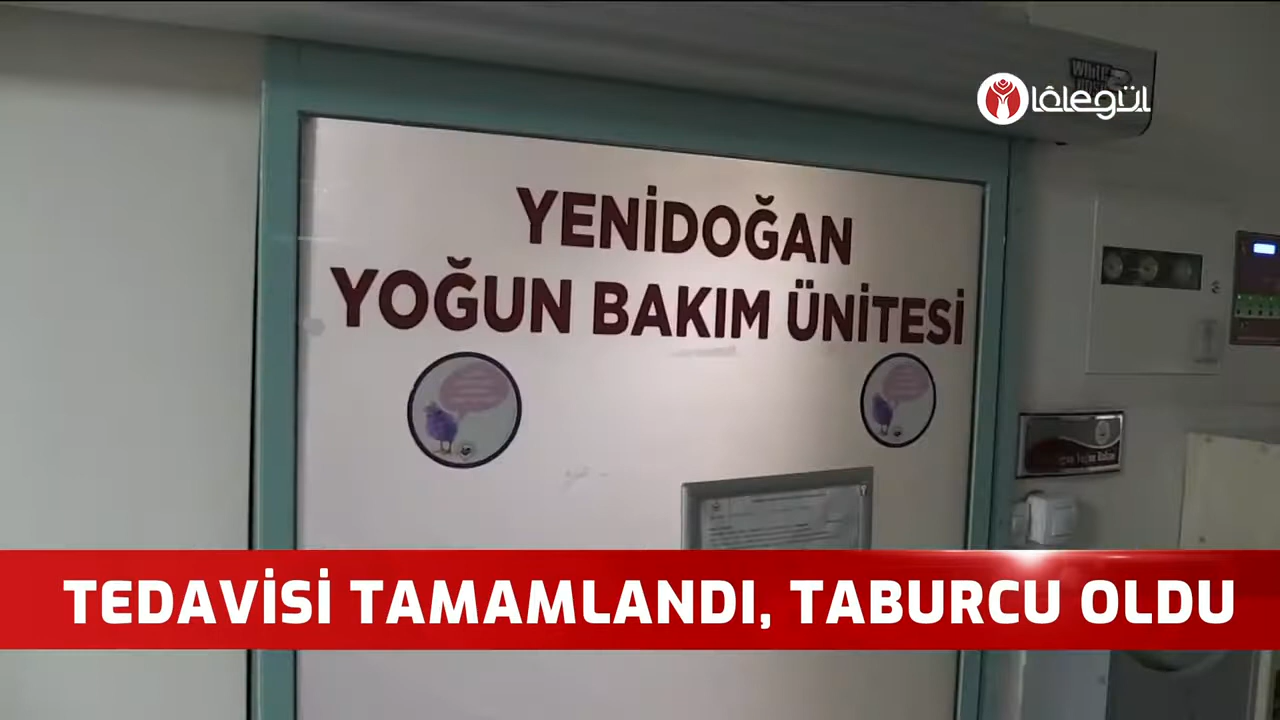 lâlegül
YENİDOĞAN
YOĞUN BAKIM ÜNİTESİ
TEDAVİSİ TAMAMLANDI, TABURCU OLDU